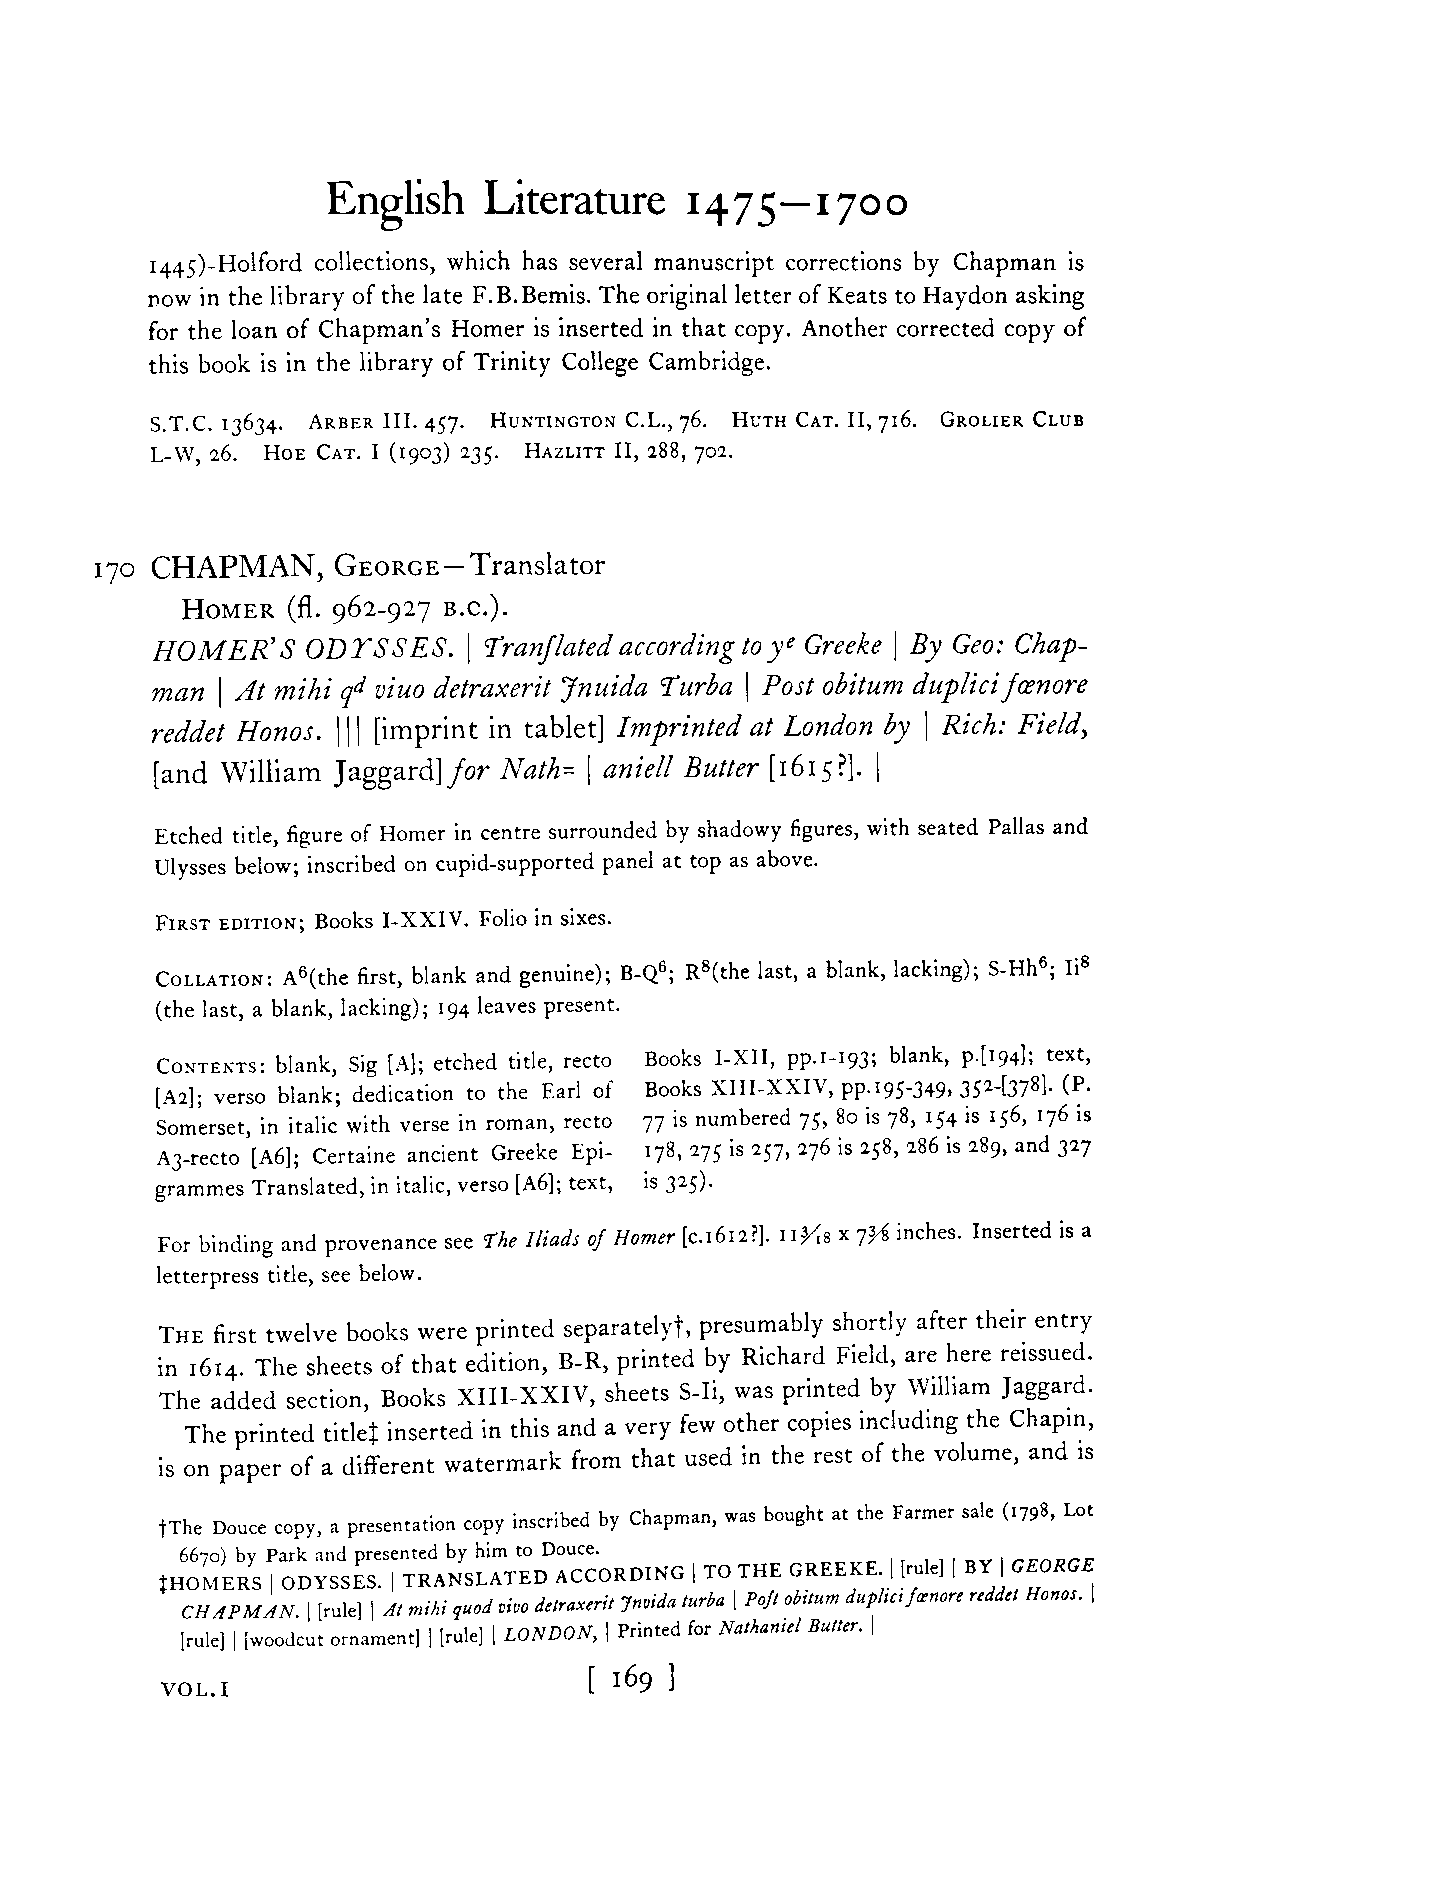 English Literature 1475—1700
1445)-Holford collections, which has several manuscript corrections by Chapman is
now in the library of the late F.B.Bemis. The original letter of Keats to Haydon asking
for the loan of Chapman's Homer is inserted in that copy. Another corrected copy of
this book is in the library of Trinity College Cambridge.
S.T.C. 13634. ARBER III. 457. HUNTINGTON C.L., 76. HUTH CAT. II, 716. GROLIER CLUB
L-W, 26. HOE CAT. I (1903) 235. HAZLITT II, 288, 702.
170 CHAPMAN, GEORGE—Translator
HOMER (fl. 962-927 B.C.).
HOMER'S ODYSSES. | Tranſlated according to yᵉ Greeke | By Geo: Chap-
man | At mihi qᵈ viuo detraxerit Jnuida Turba | Post obitum duplici fœnore
reddet Honos. ||| [imprint in tablet] Imprinted at London by | Rich: Field,
[and William Jaggard] for Nath= | aniell Butter [1615?]. |
Etched title, figure of Homer in centre surrounded by shadowy figures, with seated Pallas and
Ulysses below; inscribed on cupid-supported panel at top as above.
FIRST EDITION; Books I-XXIV. Folio in sixes.
COLLATION: A⁶(the first, blank and genuine); B-Q⁶; R⁸(the last, a blank, lacking); S-Hh⁶; Ii⁸
(the last, a blank, lacking); 194 leaves present.
CONTENTS: blank, Sig [A]; etched title, recto
[A2]; verso blank; dedication to the Earl of
Somerset, in italic with verse in roman, recto
A3-recto [A6]; Certaine ancient Greeke Epi-
grammes Translated, in italic, verso [A6]; text,
Books I-XII, pp.1-193; blank, p.[194]; text,
Books XIII-XXIV, pp.195-349, 352-[378]. (P.
77 is numbered 75, 80 is 78, 154 is 156, 176 is
178, 275 is 257, 276 is 258, 286 is 289, and 327
is 325).
For binding and provenance see The Iliads of Homer [c.1612?]. 11 3/18 x 7 3/8 inches. Inserted is a
letterpress title, see below.
THE first twelve books were printed separately†, presumably shortly after their entry
in 1614. The sheets of that edition, B-R, printed by Richard Field, are here reissued.
The added section, Books XIII-XXIV, sheets S-Ii, was printed by William Jaggard.
The printed title‡ inserted in this and a very few other copies including the Chapin,
is on paper of a different watermark from that used in the rest of the volume, and is
†The Douce copy, a presentation copy inscribed by Chapman, was bought at the Farmer sale (1798, Lot
6670) by Park and presented by him to Douce.
‡HOMERS | ODYSSES. | TRANSLATED ACCORDING | TO THE GREEKE. | [rule] | BY | GEORGE
CHAPMAN. | [rule] | At mihi quod vivo detraxerit Jnvida turba | Poſt obitum duplici fœnore reddet Honos. |
[rule] | [woodcut ornament] | [rule] | LONDON, | Printed for Nathaniel Butter. |
VOL.I
[ 169 ]